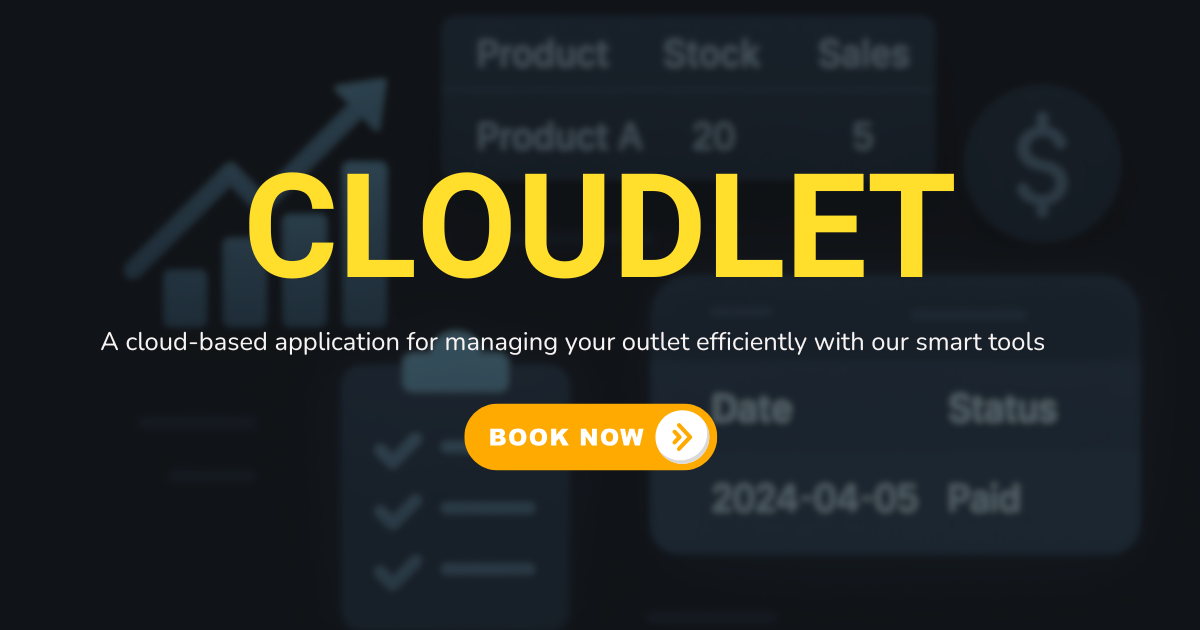 Product Stock Sales
Product A 20 5
$
CLOUDLET
A cloud-based application for managing your outlet efficiently with our smart tools
Date Status
BOOK NOW
2024-04-05 Paid